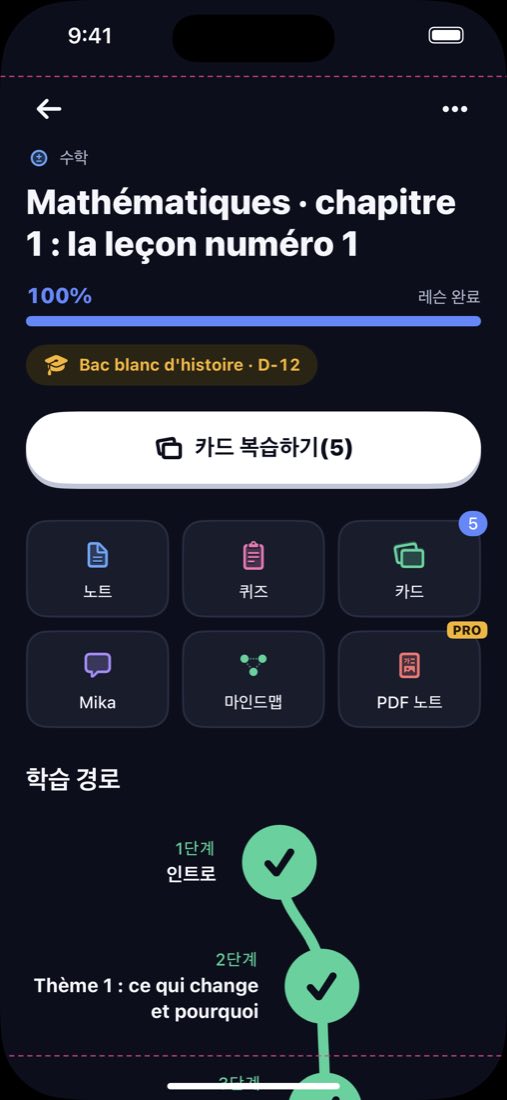 9:41
수학
Mathématiques · chapitre
1 : la leçon numéro 1
100%
레슨 완료
Bac blanc d'histoire · D-12
카드 복습하기(5)
5
노트
퀴즈
카드
PRO
Mika
마인드맵
PDF 노트
학습 경로
1단계
인트로
2단계
Thème 1 : ce qui change
et pourquoi
3단계